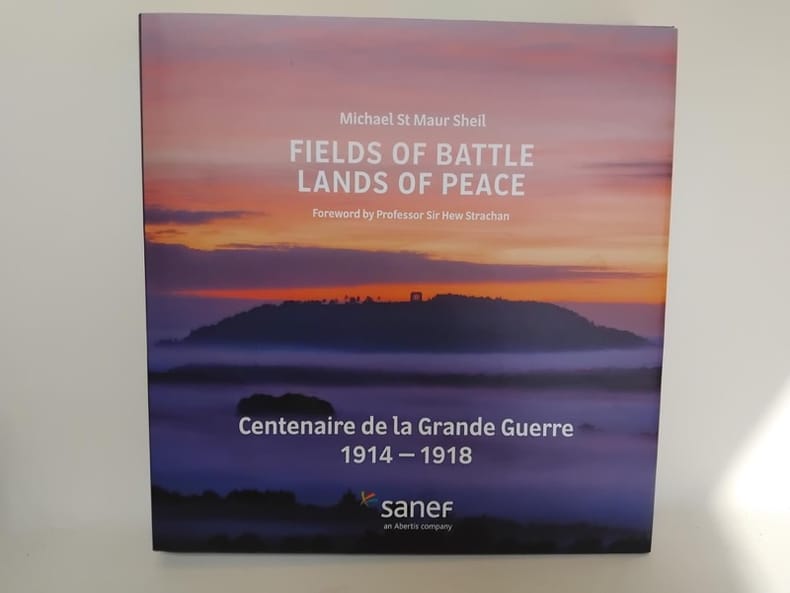 Michael St Maur Sheil
FIELDS OF BATTLE
LANDS OF PEACE
Foreword by Professor Sir Hew Strachan
Centenaire de la Grande Guerre
1914 – 1918
sanef
an Abertis company